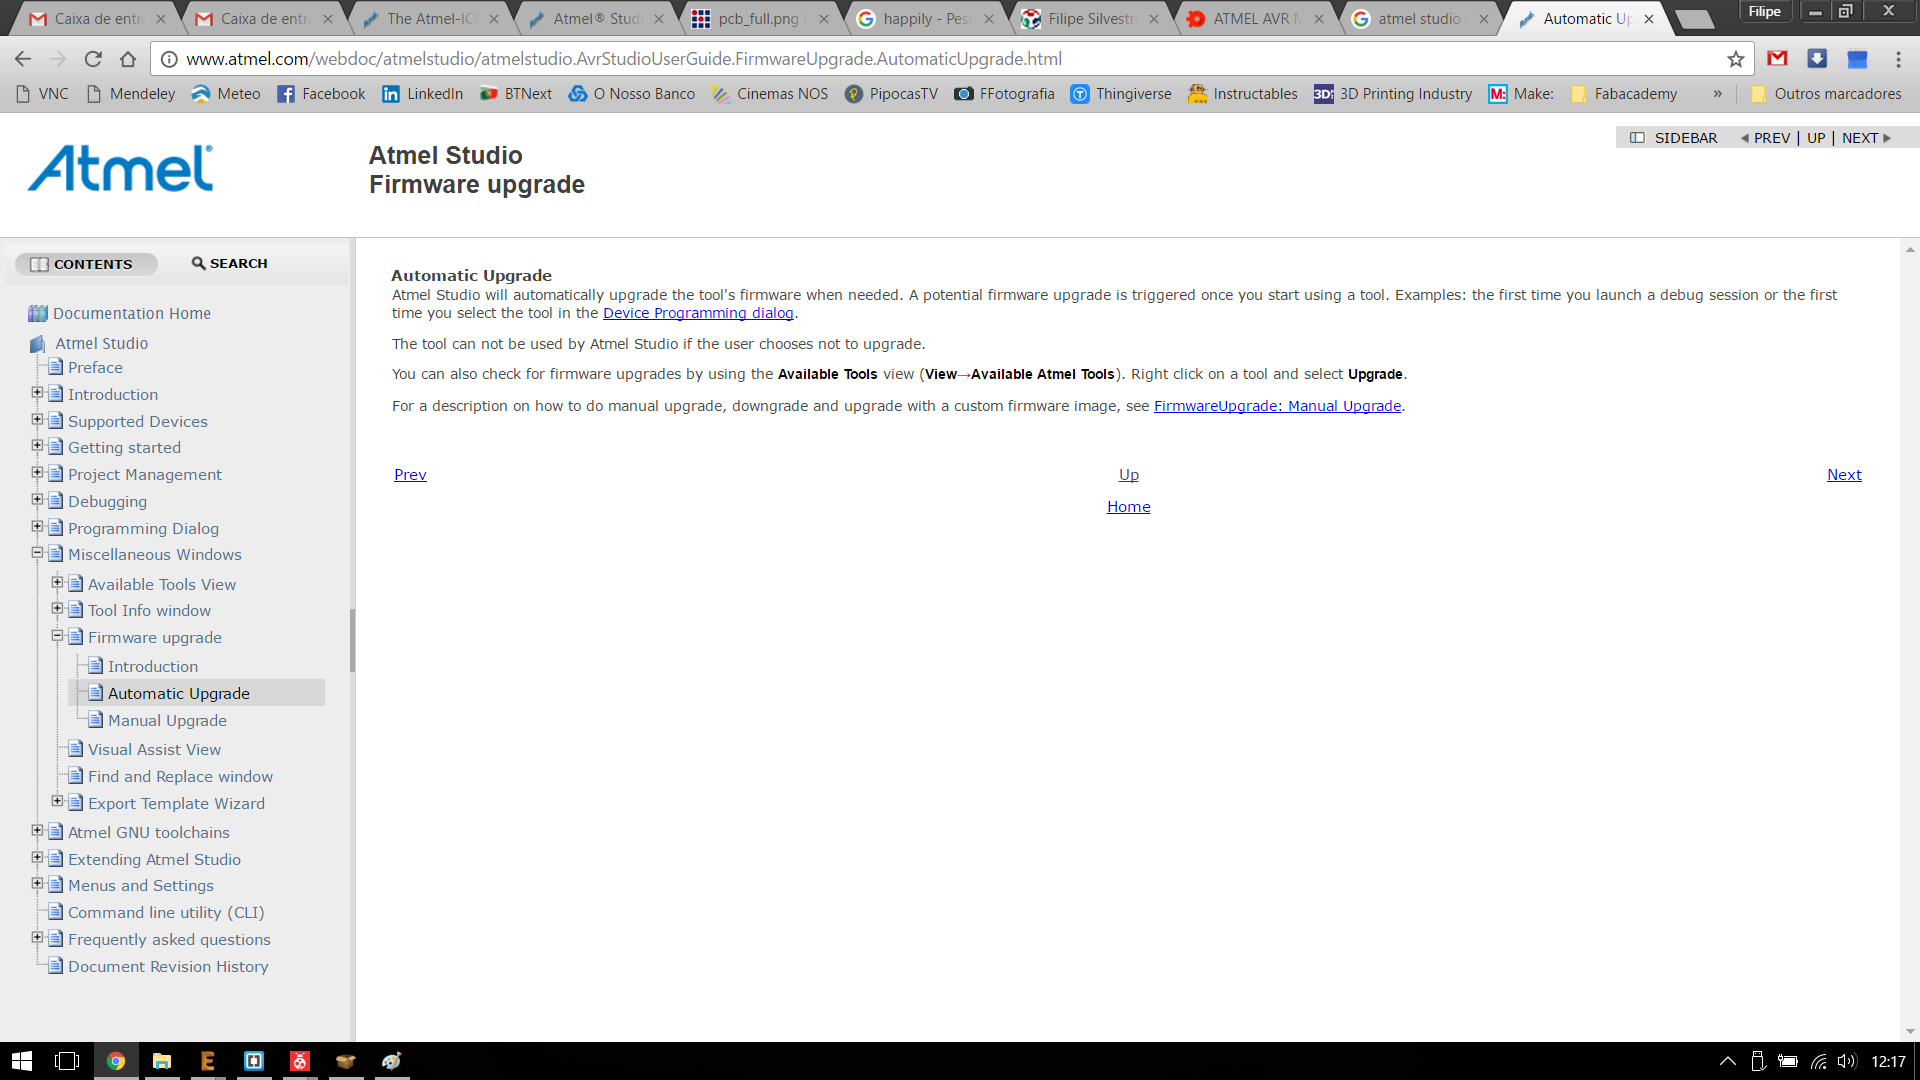 Caixa de entr
Caixa de entr
The Atmel-IC
Atmel® Stud
pcb_full.png
happily - Pes
Filipe Silvestr
ATMEL AVR
atmel studio
Automatic Up
Filipe
www.atmel.com/webdoc/atmelstudio/atmelstudio.AvrStudioUserGuide.FirmwareUpgrade.AutomaticUpgrade.html
VNC
Mendeley
Meteo
Facebook
LinkedIn
BTNext
O Nosso Banco
Cinemas NOS
PipocasTV
FFotografia
Thingiverse
Instructables
3D Printing Industry
Make:
Fabacademy
»
Outros marcadores
Atmel
Atmel Studio
Firmware upgrade
SIDEBAR
PREV | UP | NEXT
CONTENTS
SEARCH
Documentation Home
Atmel Studio
Preface
Introduction
Supported Devices
Getting started
Project Management
Debugging
Programming Dialog
Miscellaneous Windows
Available Tools View
Tool Info window
Firmware upgrade
Introduction
Automatic Upgrade
Manual Upgrade
Visual Assist View
Find and Replace window
Export Template Wizard
Atmel GNU toolchains
Extending Atmel Studio
Menus and Settings
Command line utility (CLI)
Frequently asked questions
Document Revision History
Automatic Upgrade
Atmel Studio will automatically upgrade the tool's firmware when needed. A potential firmware upgrade is triggered once you start using a tool. Examples: the first time you launch a debug session or the first
time you select the tool in the Device Programming dialog.
The tool can not be used by Atmel Studio if the user chooses not to upgrade.
You can also check for firmware upgrades by using the Available Tools view (View→Available Atmel Tools). Right click on a tool and select Upgrade.
For a description on how to do manual upgrade, downgrade and upgrade with a custom firmware image, see FirmwareUpgrade: Manual Upgrade.
Prev
Up
Next
Home
12:17